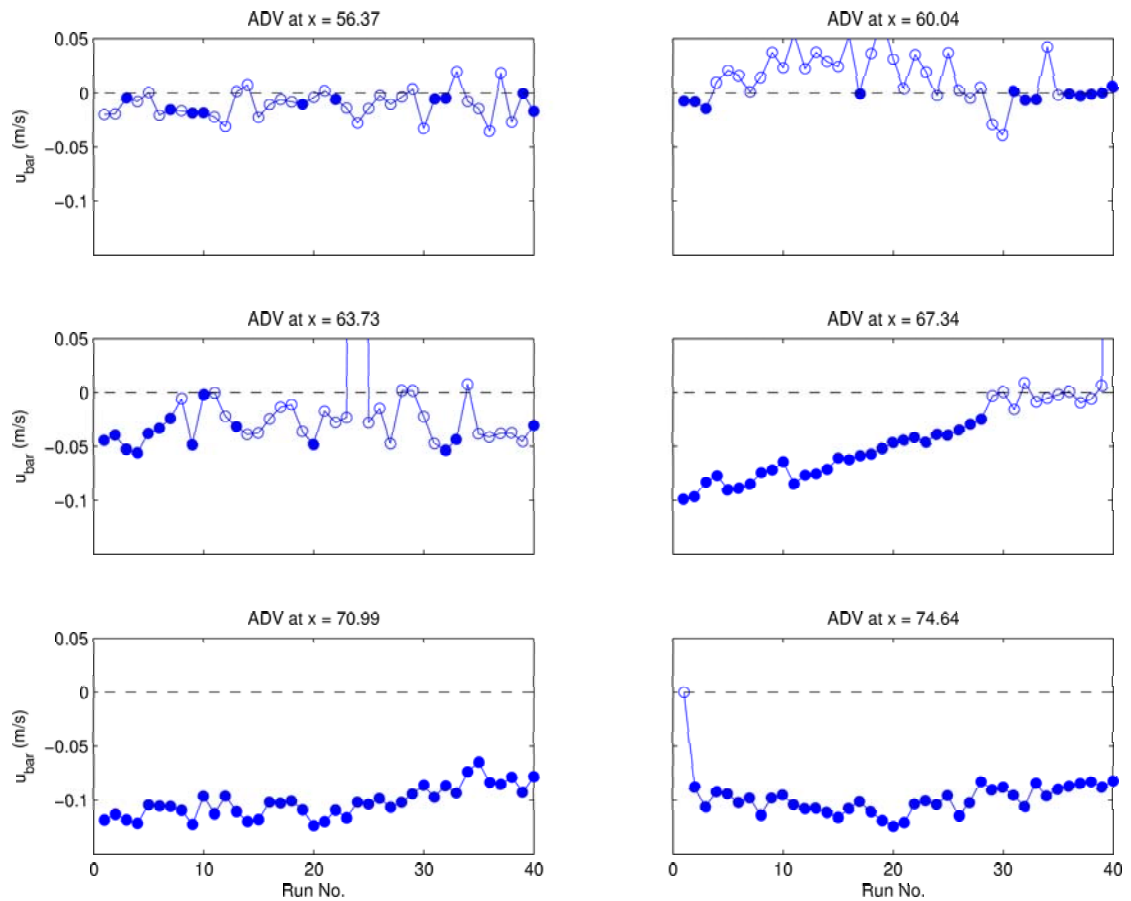 ADV at x = 56.37
ADV at x = 60.04
0.05
0
−0.05
−0.1
u_bar (m/s)
ADV at x = 63.73
ADV at x = 67.34
0.05
0
−0.05
−0.1
u_bar (m/s)
ADV at x = 70.99
ADV at x = 74.64
0.05
0
−0.05
−0.1
u_bar (m/s)
0 10 20 30 40
Run No.
0 10 20 30 40
Run No.